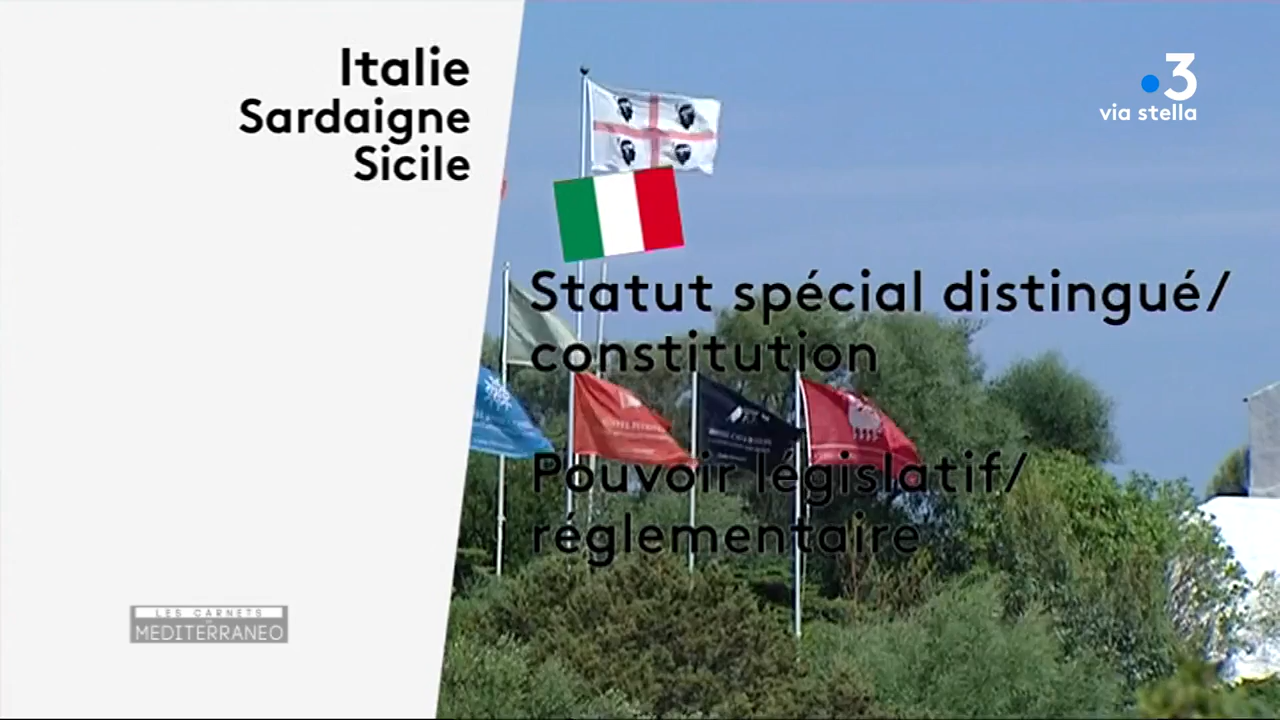 Italie
Sardaigne
Sicile
3
via stella
Statut spécial distingué/
constitution
Pouvoir législatif/
réglementaire
LES CARNETS
MEDITERRANEO